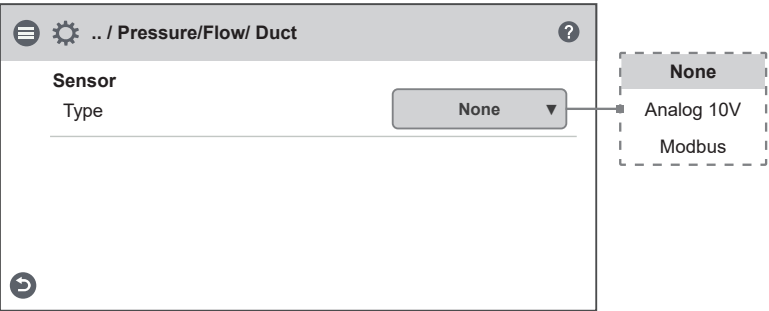 .. / Pressure/Flow/ Duct
?
Sensor
Type
None ▼
None
Analog 10V
Modbus